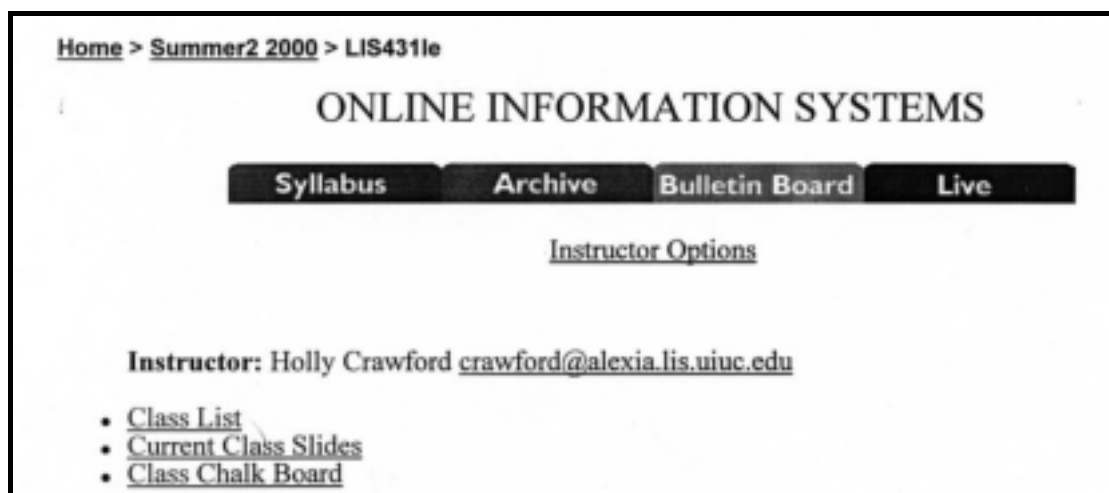 Home > Summer2 2000 > LIS431le
ONLINE INFORMATION SYSTEMS
Syllabus Archive Bulletin Board Live
Instructor Options
Instructor: Holly Crawford crawford@alexia.lis.uiuc.edu
• Class List
• Current Class Slides
• Class Chalk Board